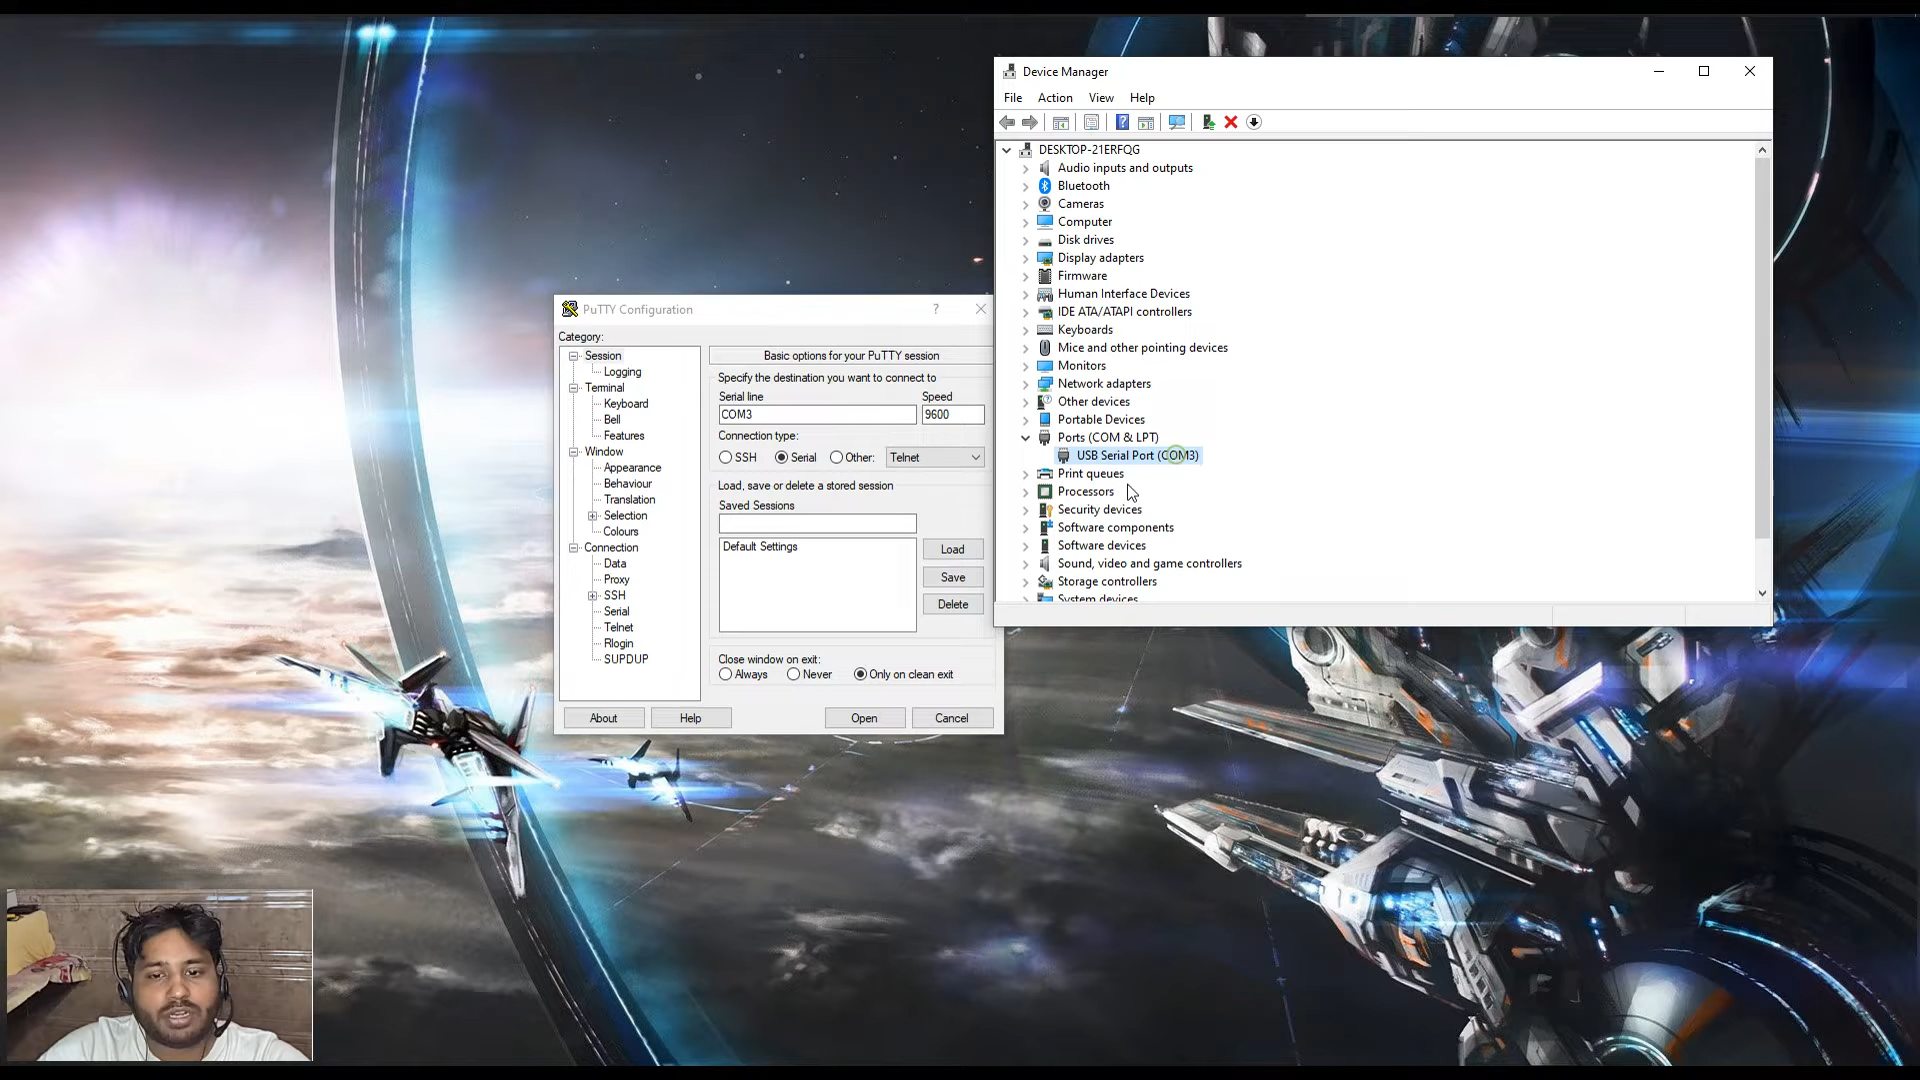 Device Manager
File Action View Help
DESKTOP-21ERFQG
Audio inputs and outputs
Bluetooth
Cameras
Computer
Disk drives
Display adapters
Firmware
Human Interface Devices
IDE ATA/ATAPI controllers
Keyboards
Mice and other pointing devices
Monitors
Network adapters
Other devices
Portable Devices
Ports (COM & LPT)
USB Serial Port (COM3)
Print queues
Processors
Security devices
Software components
Software devices
Sound, video and game controllers
Storage controllers
System devices
PuTTY Configuration
Category:
Session
Logging
Terminal
Keyboard
Bell
Features
Window
Appearance
Behaviour
Translation
Selection
Colours
Connection
Data
Proxy
SSH
Serial
Telnet
Rlogin
SUPDUP
Basic options for your PuTTY session
Specify the destination you want to connect to
Serial line Speed
COM3 9600
Connection type:
SSH Serial Other: Telnet
Load, save or delete a stored session
Saved Sessions
Default Settings
Load
Save
Delete
Close window on exit:
Always Never Only on clean exit
About Help Open Cancel